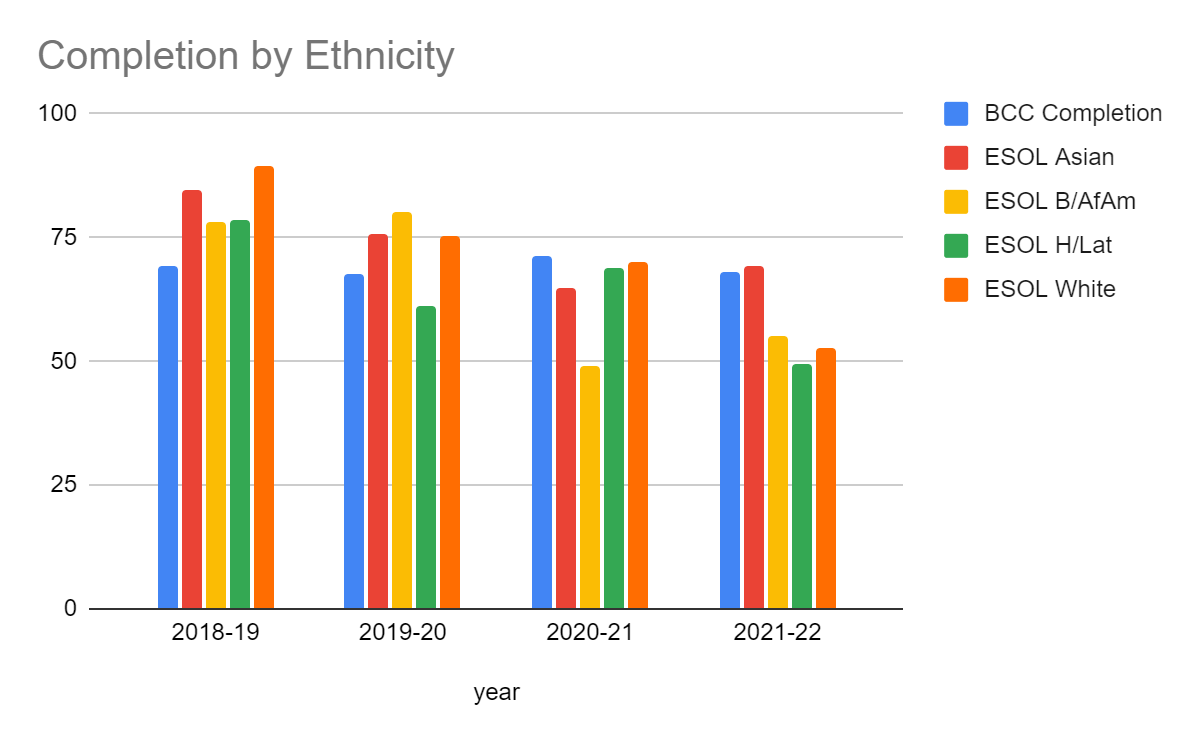 Completion by Ethnicity
100
75
50
25
0
2018-19
2019-20
2020-21
2021-22
year
BCC Completion
ESOL Asian
ESOL B/AfAm
ESOL H/Lat
ESOL White